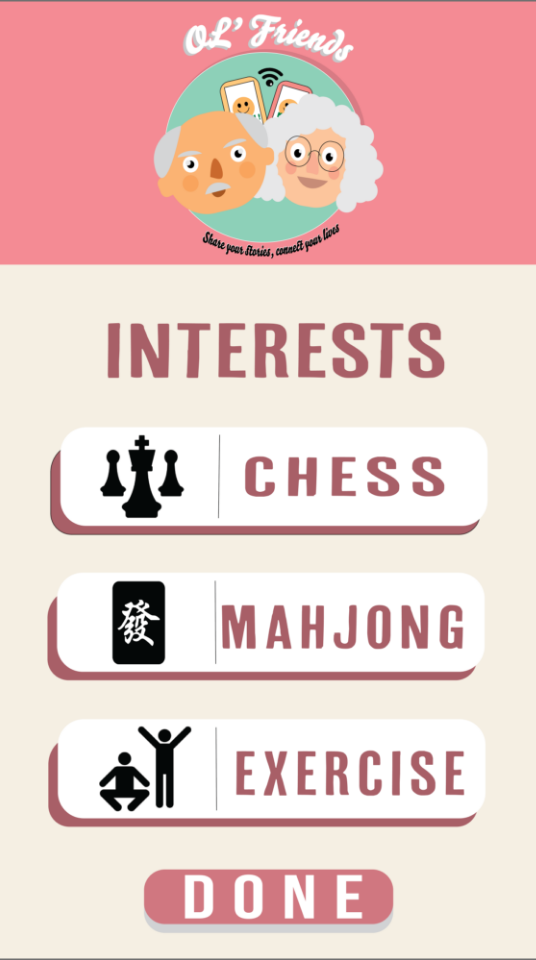 OL' Friends
Share your stories, connect your lives
INTERESTS
CHESS
發
MAHJONG
EXERCISE
DONE